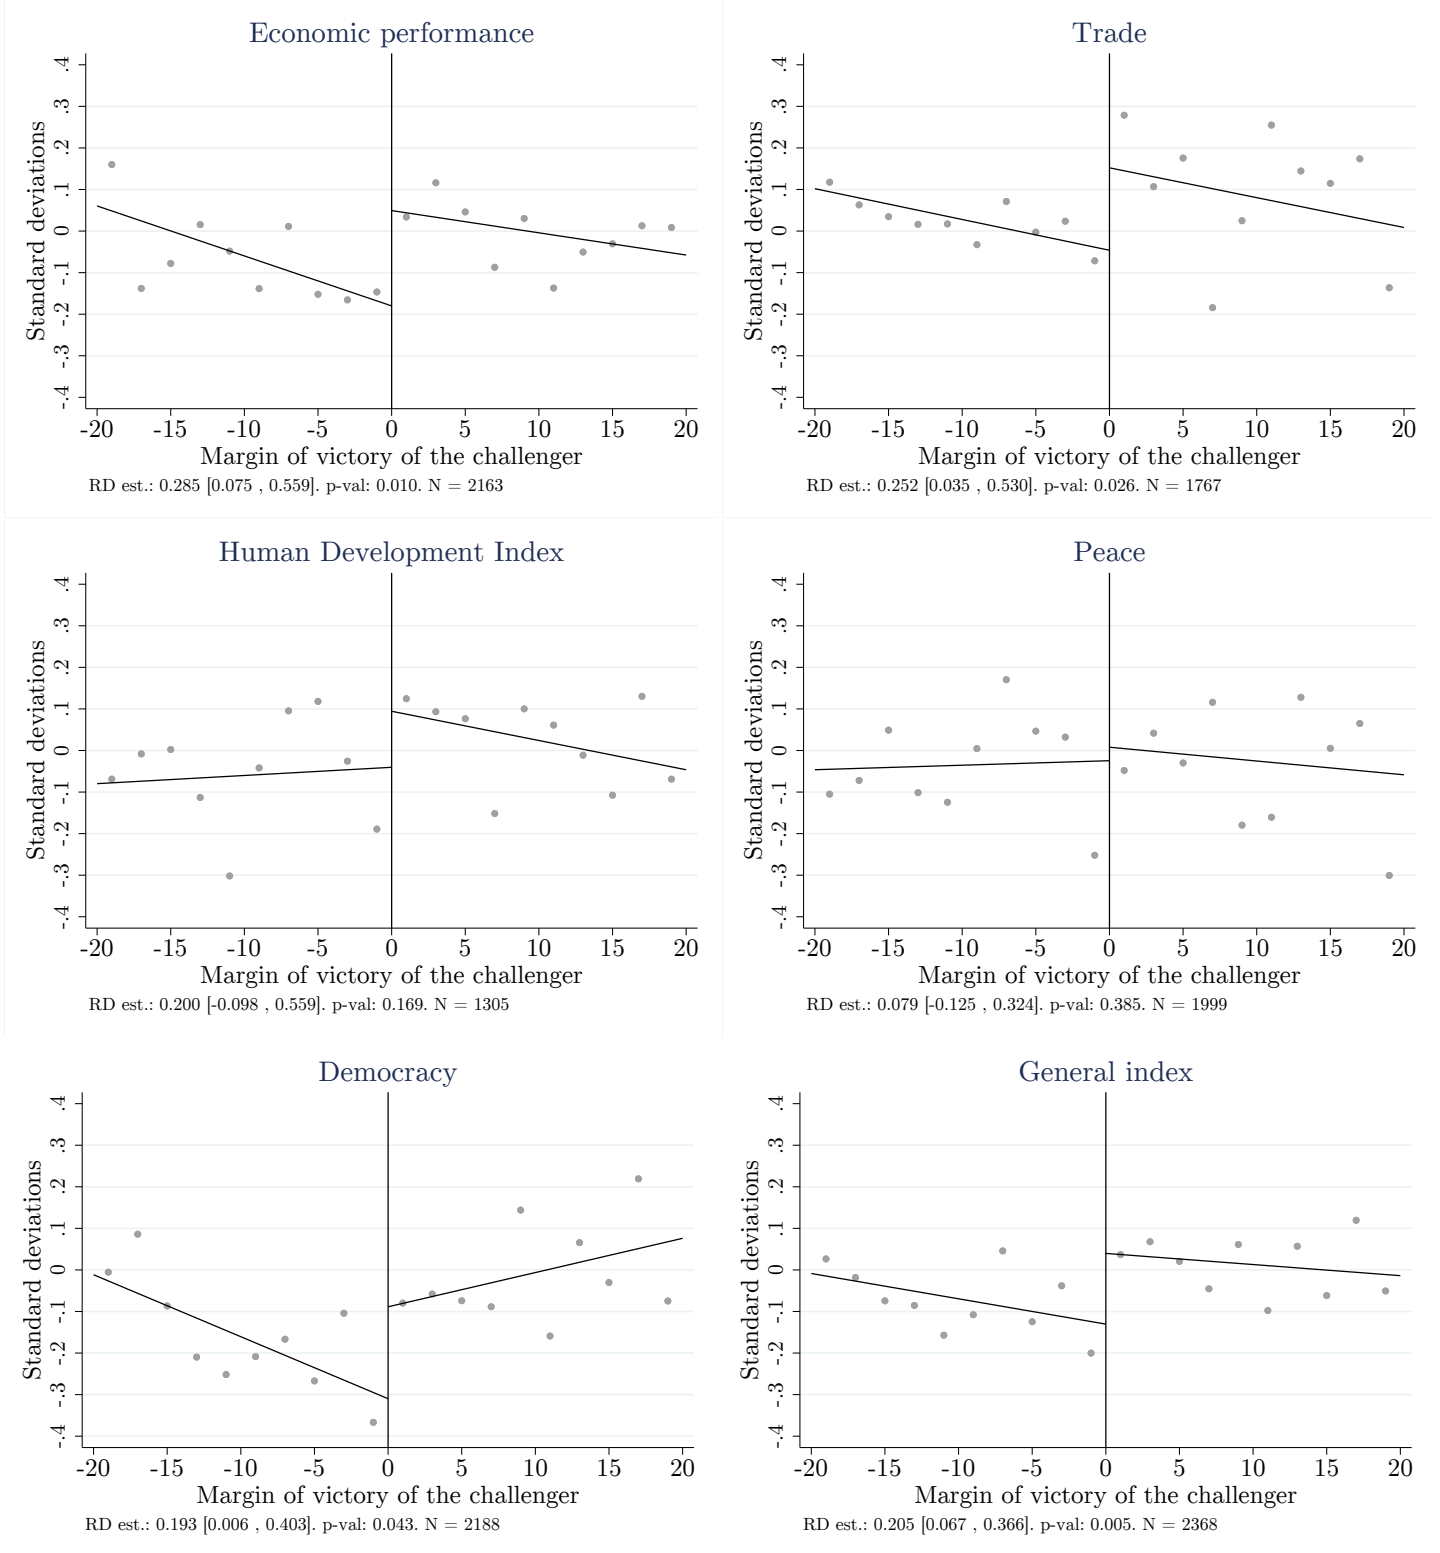 Economic performance
Standard deviations
.4
.3
.2
.1
0
-.1
-.2
-.3
-.4
-20 -15 -10 -5 0 5 10 15 20
Margin of victory of the challenger
RD est.: 0.285 [0.075 , 0.559]. p-val: 0.010. N = 2163
Trade
Standard deviations
.4
.3
.2
.1
0
-.1
-.2
-.3
-.4
-20 -15 -10 -5 0 5 10 15 20
Margin of victory of the challenger
RD est.: 0.252 [0.035 , 0.530]. p-val: 0.026. N = 1767
Human Development Index
Standard deviations
.4
.3
.2
.1
0
-.1
-.2
-.3
-.4
-20 -15 -10 -5 0 5 10 15 20
Margin of victory of the challenger
RD est.: 0.200 [-0.098 , 0.559]. p-val: 0.169. N = 1305
Peace
Standard deviations
.4
.3
.2
.1
0
-.1
-.2
-.3
-.4
-20 -15 -10 -5 0 5 10 15 20
Margin of victory of the challenger
RD est.: 0.079 [-0.125 , 0.324]. p-val: 0.385. N = 1999
Democracy
Standard deviations
.4
.3
.2
.1
0
-.1
-.2
-.3
-.4
-20 -15 -10 -5 0 5 10 15 20
Margin of victory of the challenger
RD est.: 0.193 [0.006 , 0.403]. p-val: 0.043. N = 2188
General index
Standard deviations
.4
.3
.2
.1
0
-.1
-.2
-.3
-.4
-20 -15 -10 -5 0 5 10 15 20
Margin of victory of the challenger
RD est.: 0.205 [0.067 , 0.366]. p-val: 0.005. N = 2368